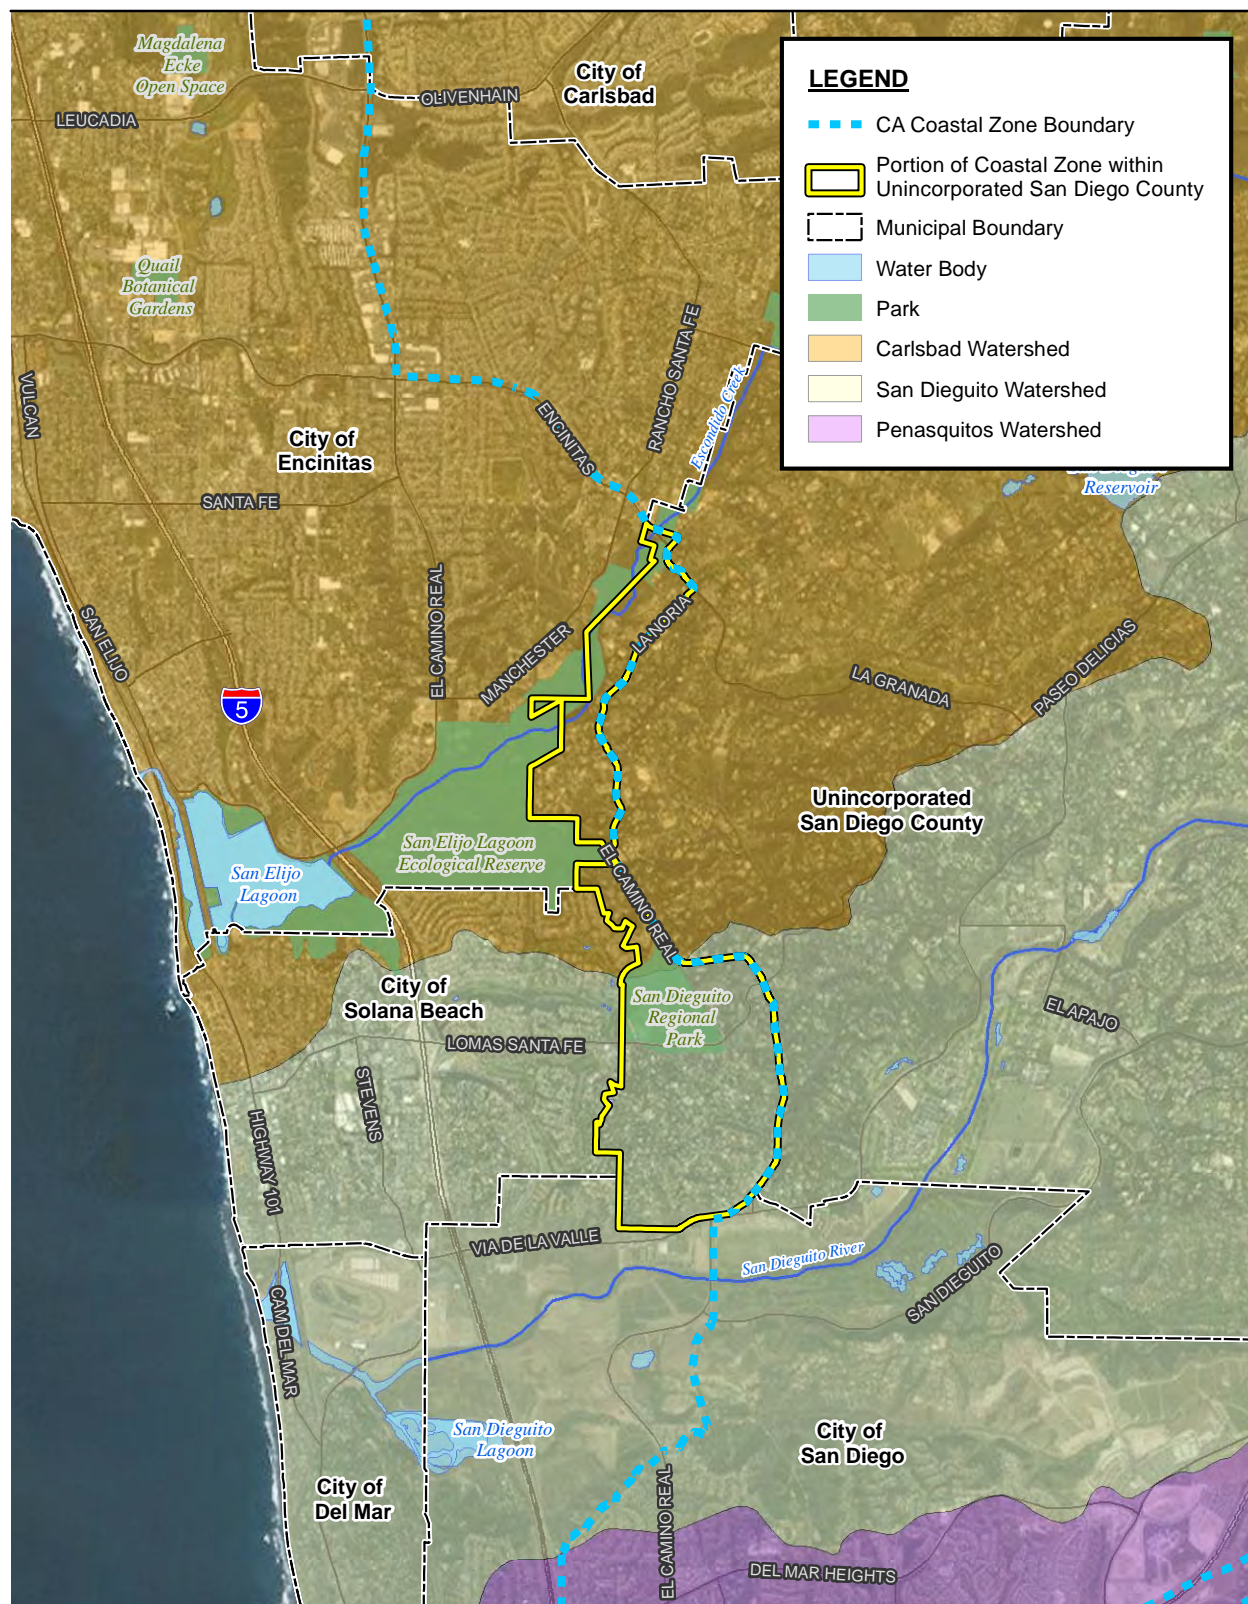 Magdalena
Ecke
Open Space
City of
Carlsbad
OLIVENHAIN
LEUCADIA
LEGEND
CA Coastal Zone Boundary
Portion of Coastal Zone within
Unincorporated San Diego County
Municipal Boundary
Water Body
Park
Carlsbad Watershed
San Dieguito Watershed
Penasquitos Watershed
Quail
Botanical
Gardens
VULCAN
RANCHO SANTA FE
Escondido Creek
ENCINITAS
City of
Encinitas
SANTA FE
Reservoir
SAN ELIJO
EL CAMINO REAL
MANCHESTER
LA NORIA
LA GRANADA
PASEO DELICIAS
5
Unincorporated
San Diego County
San Elijo Lagoon
Ecological Reserve
San Elijo
Lagoon
EL CAMINO REAL
City of
Solana Beach
San Dieguito
Regional
Park
EL APAJO
LOMAS SANTA FE
STEVENS
HIGHWAY 101
VIA DE LA VALLE
San Dieguito River
SAN DIEGUITO
CAM DEL MAR
San Dieguito
Lagoon
City of
San Diego
City of
Del Mar
EL CAMINO REAL
DEL MAR HEIGHTS